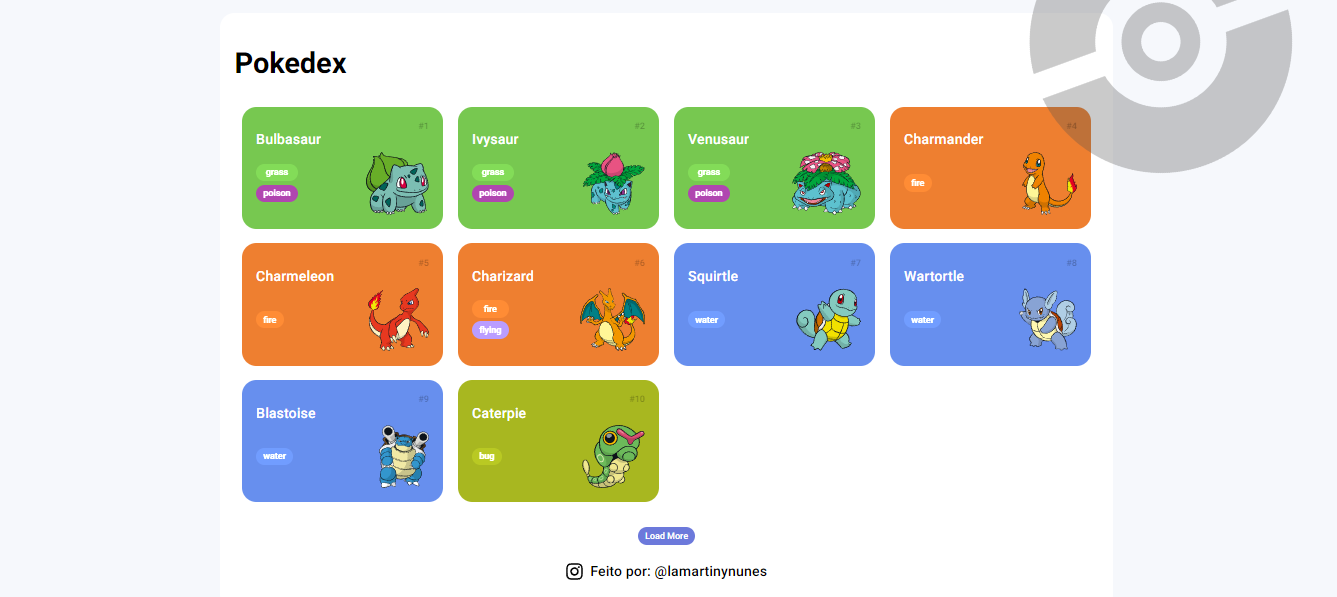 Pokedex
#1
Bulbasaur
grass
poison
#2
Ivysaur
grass
poison
#3
Venusaur
grass
poison
#4
Charmander
fire
#5
Charmeleon
fire
#6
Charizard
fire
flying
#7
Squirtle
water
#8
Wartortle
water
#9
Blastoise
water
#10
Caterpie
bug
Load More
Feito por: @lamartinynunes